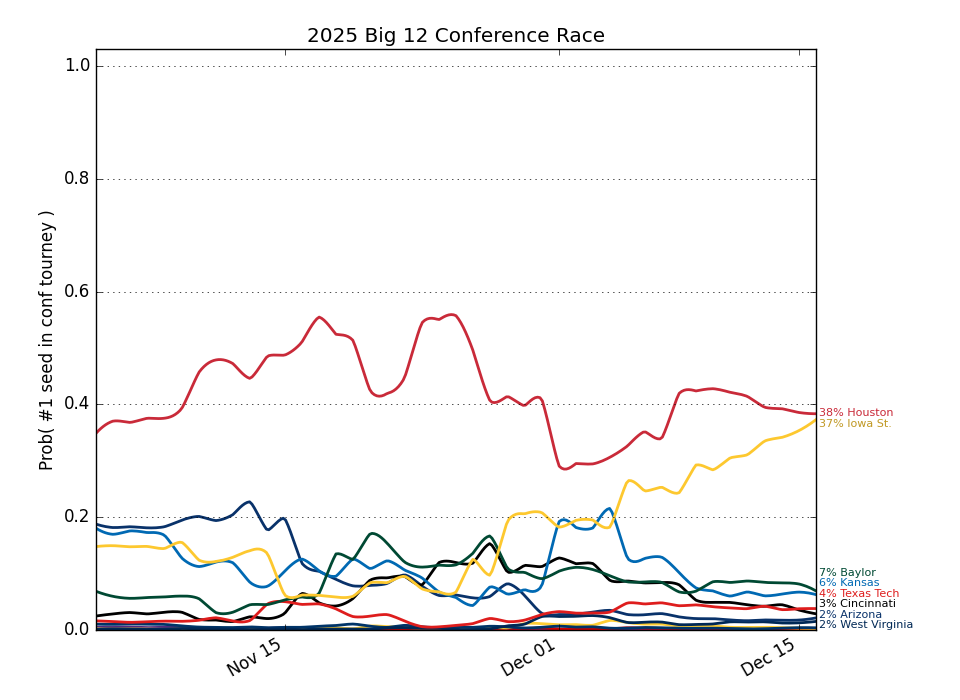 2025 Big 12 Conference Race
Prob( #1 seed in conf tourney )
1.0
0.8
0.6
0.4
0.2
0.0
Nov 15
Dec 01
Dec 15
38% Houston
37% Iowa St.
7% Baylor
6% Kansas
4% Texas Tech
3% Cincinnati
2% Arizona
2% West Virginia